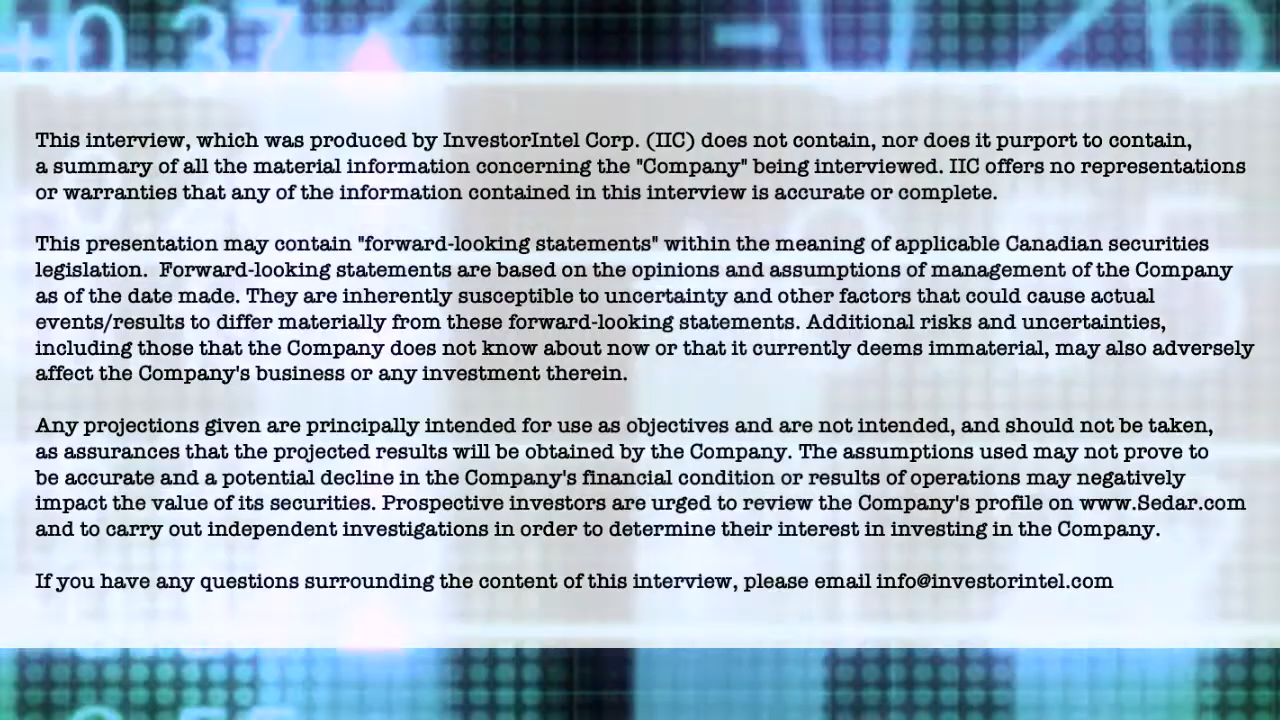 +0.37
-0
26
This interview, which was produced by InvestorIntel Corp. (IIC) does not contain, nor does it purport to contain,
a summary of all the material information concerning the "Company" being interviewed. IIC offers no representations
or warranties that any of the information contained in this interview is accurate or complete.
This presentation may contain "forward-looking statements" within the meaning of applicable Canadian securities
legislation.  Forward-looking statements are based on the opinions and assumptions of management of the Company
as of the date made. They are inherently susceptible to uncertainty and other factors that could cause actual
events/results to differ materially from these forward-looking statements. Additional risks and uncertainties,
including those that the Company does not know about now or that it currently deems immaterial, may also adversely
affect the Company's business or any investment therein.
Any projections given are principally intended for use as objectives and are not intended, and should not be taken,
as assurances that the projected results will be obtained by the Company. The assumptions used may not prove to
be accurate and a potential decline in the Company's financial condition or results of operations may negatively
impact the value of its securities. Prospective investors are urged to review the Company's profile on www.Sedar.com
and to carry out independent investigations in order to determine their interest in investing in the Company.
If you have any questions surrounding the content of this interview, please email info@investorintel.com